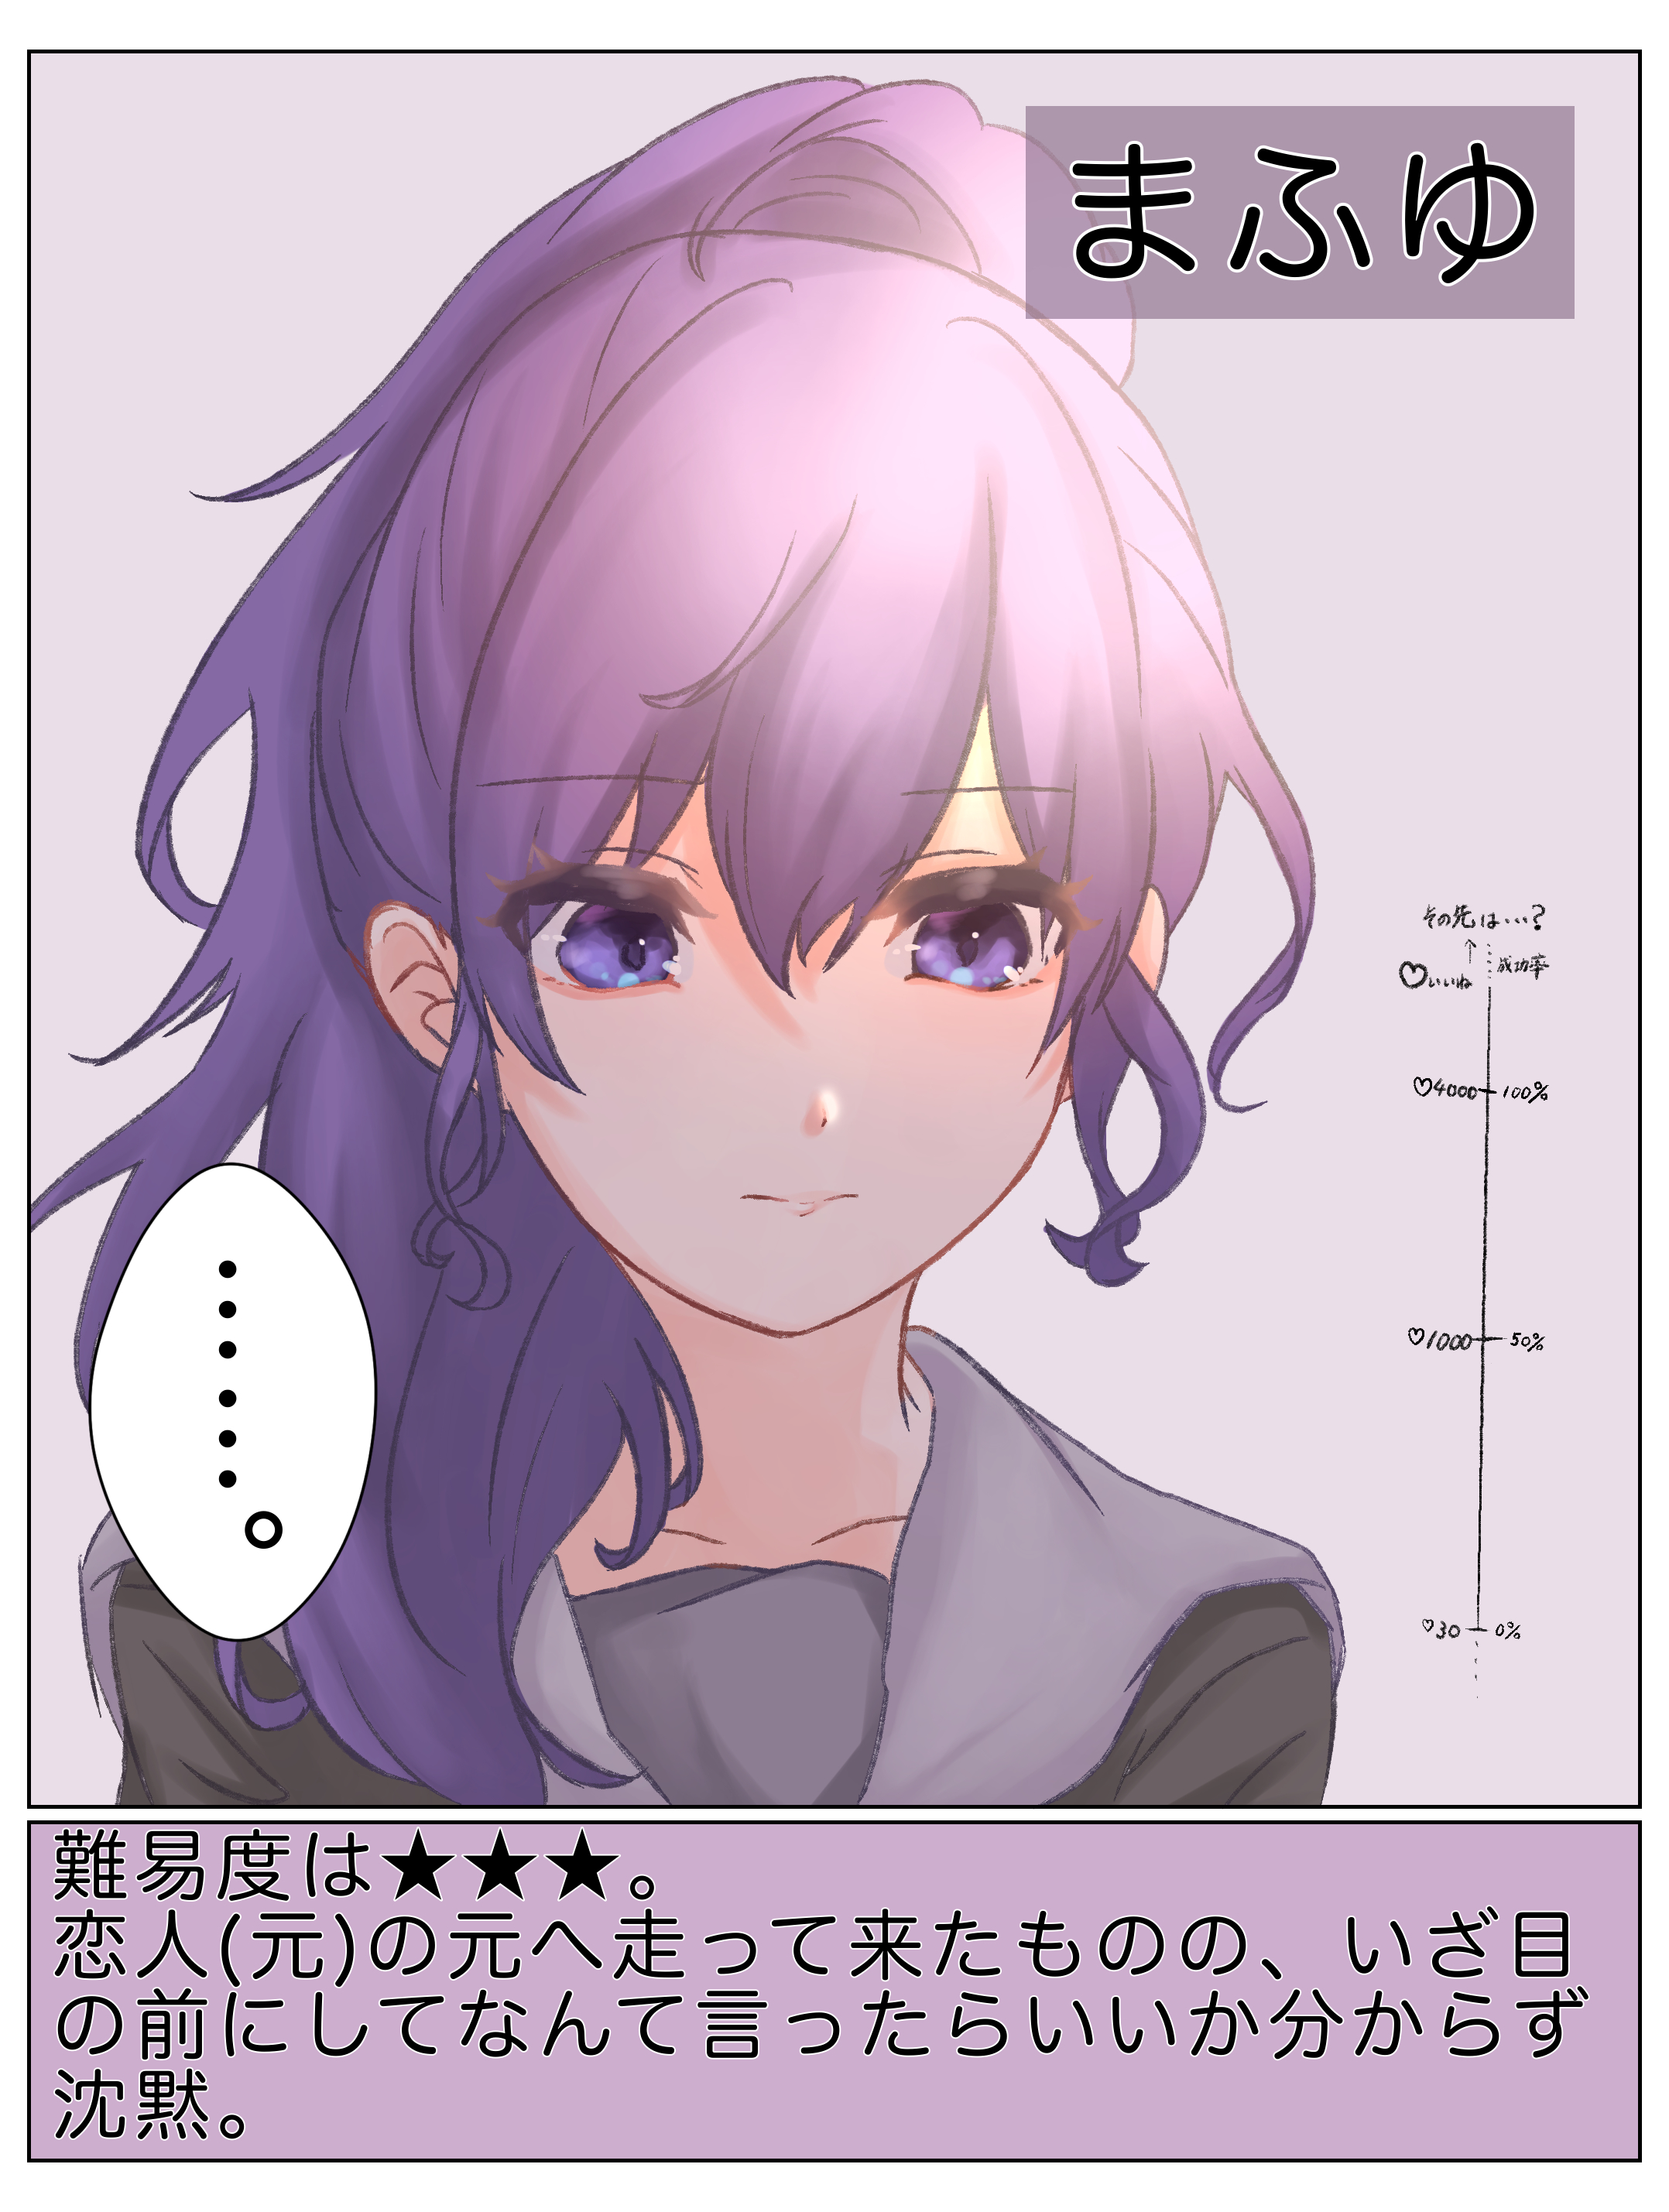 まふゆ
その先は…?
♡いいね
↑
成功率
♡4000 100%
♡1000 50%
♡30 0%
……。
難易度は★★★。
恋人(元)の元へ走って来たものの、いざ目
の前にしてなんて言ったらいいか分からず
沈黙。